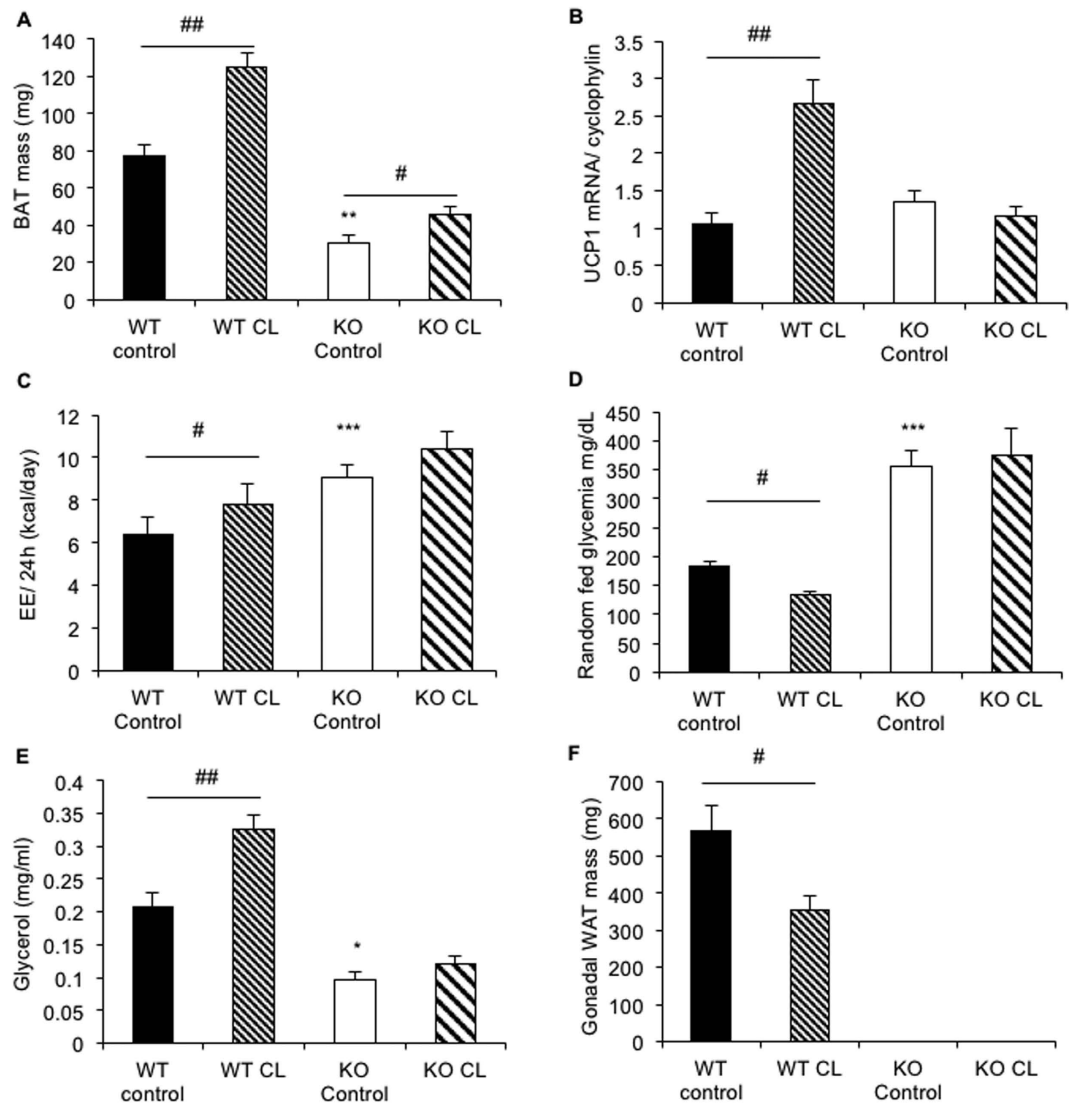 A
BAT mass (mg)
140
120
100
80
60
40
20
0
##
#
**
WT control
WT CL
KO Control
KO CL
B
UCP1 mRNA/ cyclophylin
3.5
3
2.5
2
1.5
1
0.5
0
##
WT control
WT CL
KO Control
KO CL
C
EE/ 24h (kcal/day)
12
10
8
6
4
2
0
#
***
WT Control
WT CL
KO Control
KO CL
D
Random fed glycemia mg/dL
450
400
350
300
250
200
150
100
50
0
#
***
WT control
WT CL
KO Control
KO CL
E
Glycerol (mg/ml)
0.4
0.35
0.3
0.25
0.2
0.15
0.1
0.05
0
##
*
WT control
WT CL
KO Control
KO CL
F
Gonadal WAT mass (mg)
700
600
500
400
300
200
100
0
#
WT control
WT CL
KO Control
KO CL